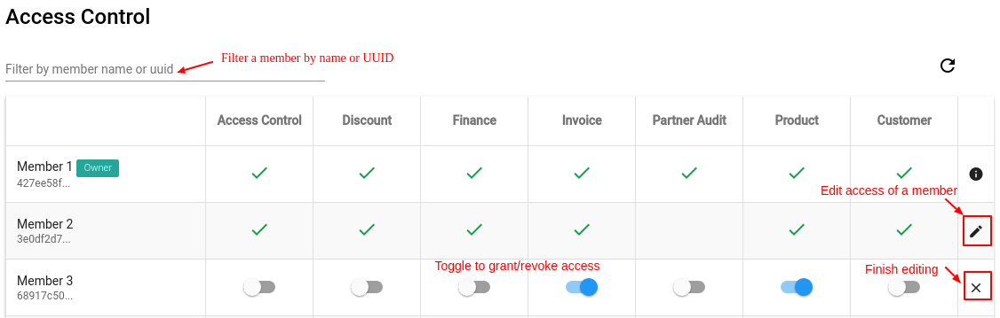 Access Control
Filter a member by name or UUID
Filter by member name or uuid
Access Control Discount Finance Invoice Partner Audit Product Customer
Member 1 Owner
427ee58f...
Edit access of a member
Member 2
3e0df2d7...
Toggle to grant/revoke access
Finish editing
Member 3
68917c50...